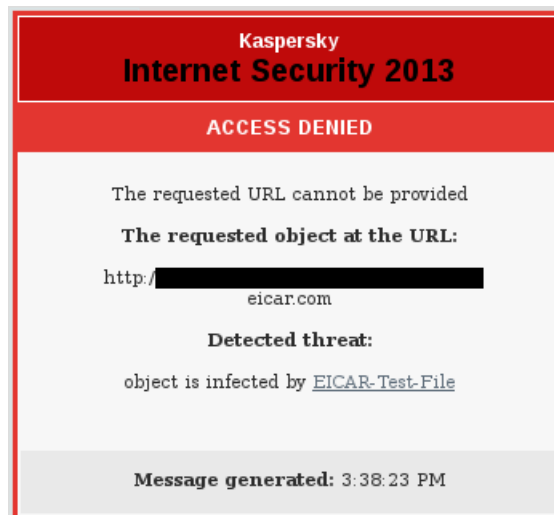 Kaspersky
Internet Security 2013
ACCESS DENIED
The requested URL cannot be provided
The requested object at the URL:
http:/
eicar.com
Detected threat:
object is infected by EICAR-Test-File
Message generated: 3:38:23 PM